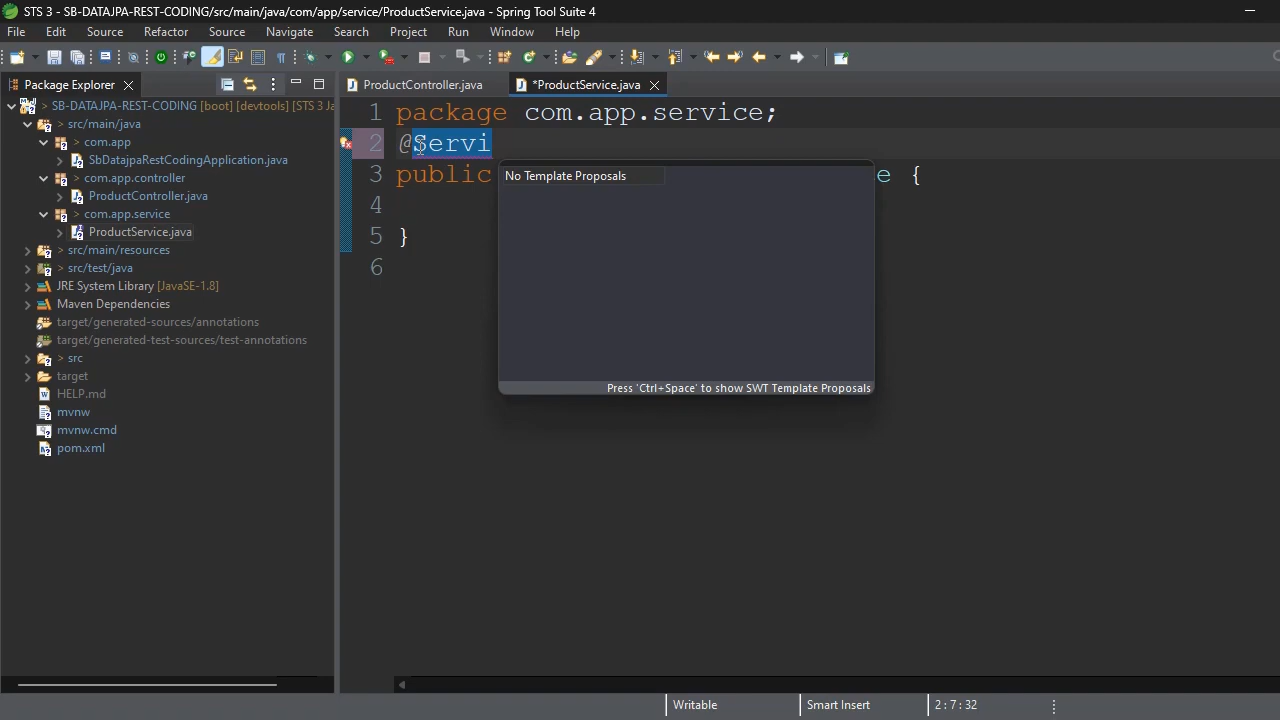 STS 3 - SB-DATAJPA-REST-CODING/src/main/java/com/app/service/ProductService.java - Spring Tool Suite 4
File Edit Source Refactor Source Navigate Search Project Run Window Help
Package Explorer
ProductController.java *ProductService.java
> SB-DATAJPA-REST-CODING [boot] [devtools] [STS 3 Ja
> src/main/java
> com.app
SbDatajpaRestCodingApplication.java
> com.app.controller
ProductController.java
> com.app.service
ProductService.java
> src/main/resources
> src/test/java
JRE System Library [JavaSE-1.8]
Maven Dependencies
target/generated-sources/annotations
target/generated-test-sources/test-annotations
> src
target
HELP.md
mvnw
mvnw.cmd
pom.xml
1 package com.app.service;
2 @Servi
3 public e {
4
5 }
6
No Template Proposals
Press 'Ctrl+Space' to show SWT Template Proposals
Writable Smart Insert 2 : 7 : 32